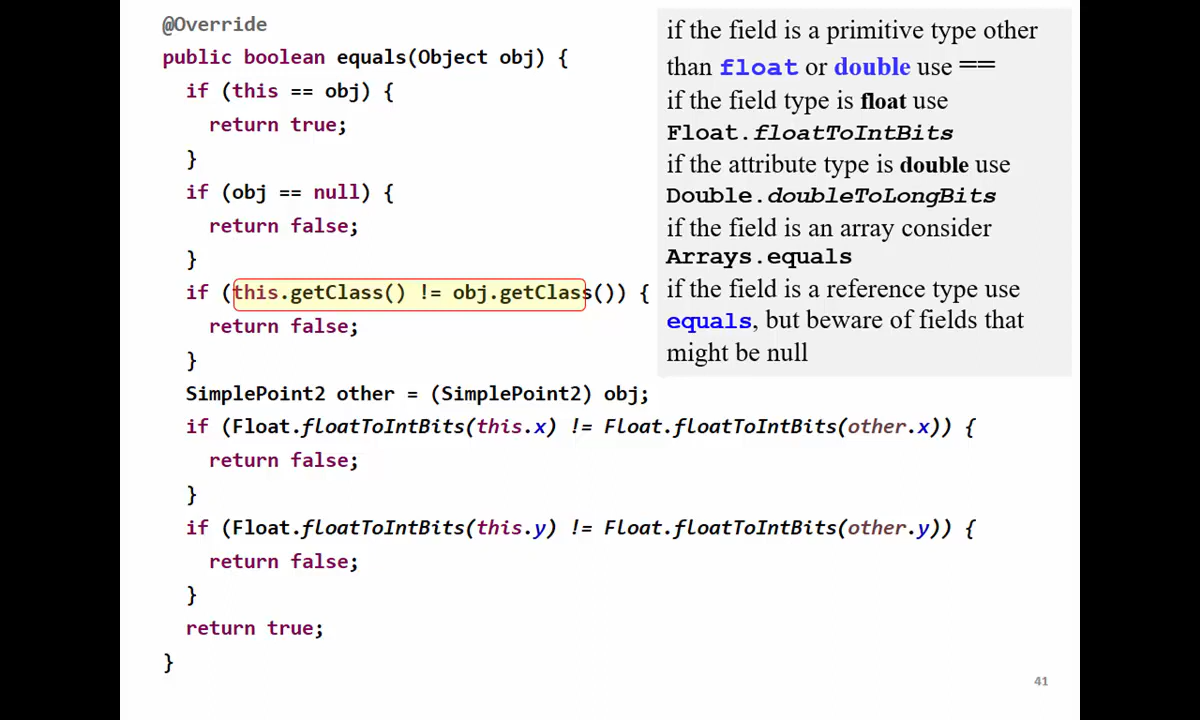 @Override
public boolean equals(Object obj) {
if (this == obj) {
return true;
}
if (obj == null) {
return false;
}
if (this.getClass() != obj.getClass()) {
return false;
}
SimplePoint2 other = (SimplePoint2) obj;
if (Float.floatToIntBits(this.x) != Float.floatToIntBits(other.x)) {
return false;
}
if (Float.floatToIntBits(this.y) != Float.floatToIntBits(other.y)) {
return false;
}
return true;
}
if the field is a primitive type other
than float or double use ==
if the field type is float use
Float.floatToIntBits
if the attribute type is double use
Double.doubleToLongBits
if the field is an array consider
Arrays.equals
if the field is a reference type use
equals, but beware of fields that
might be null
41